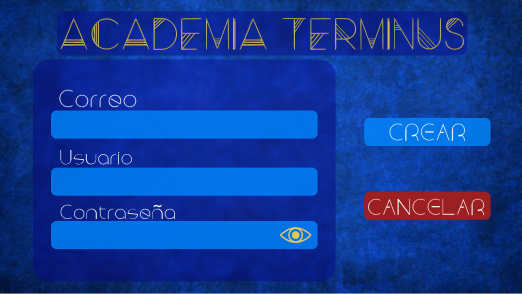 ACADEMIA TERMINUS
Correo
Usuario
Contraseña
CREAR
CANCELAR